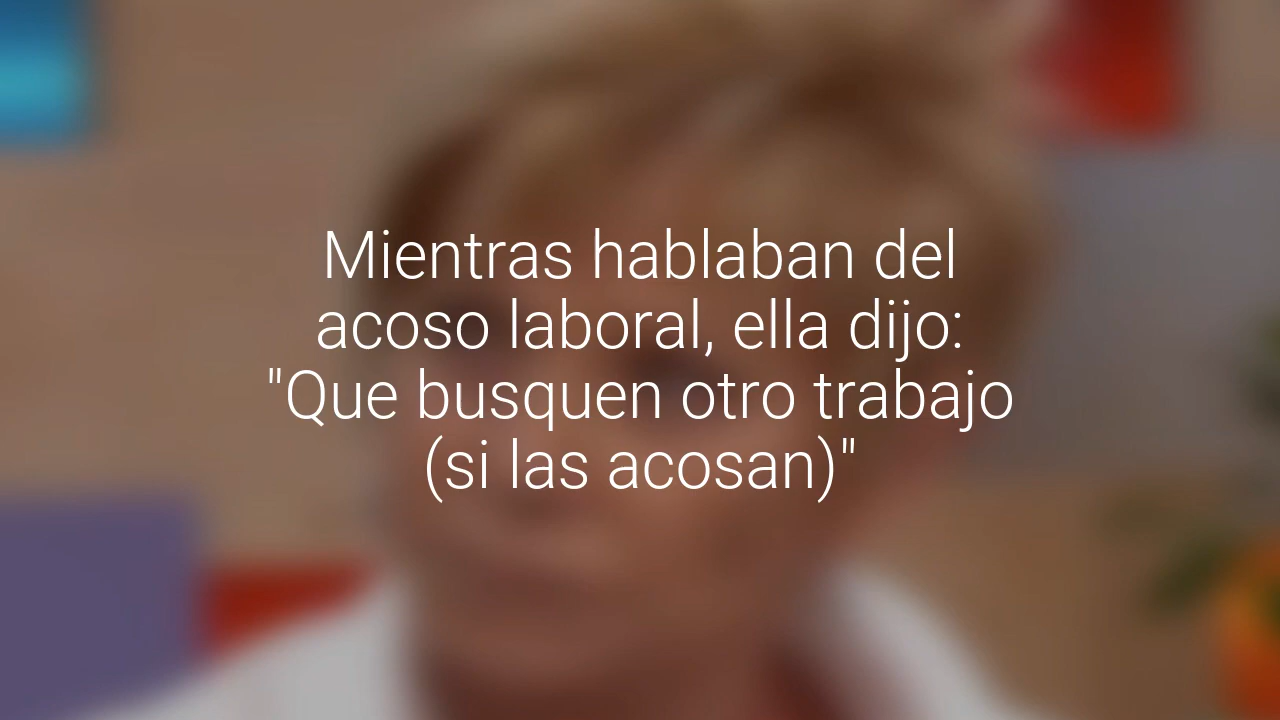 Mientras hablaban del
acoso laboral, ella dijo:
"Que busquen otro trabajo
(si las acosan)"